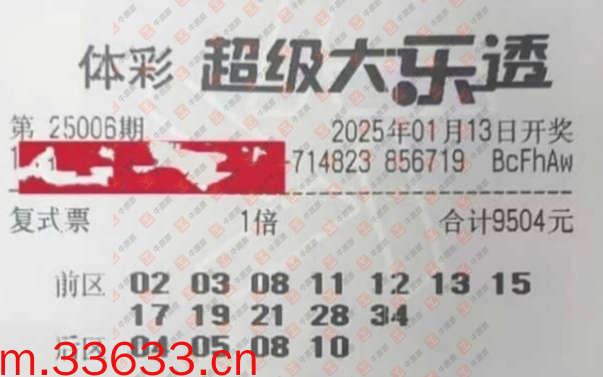 体彩 超级大乐透
第 25006期 2025年01月13日开奖
-714823 856719 BcFhAw
复式票 1倍 合计9504元
前区 02 03 08 11 12 13 15
17 19 21 28 34
后区 04 05 08 10
m.33633.cn